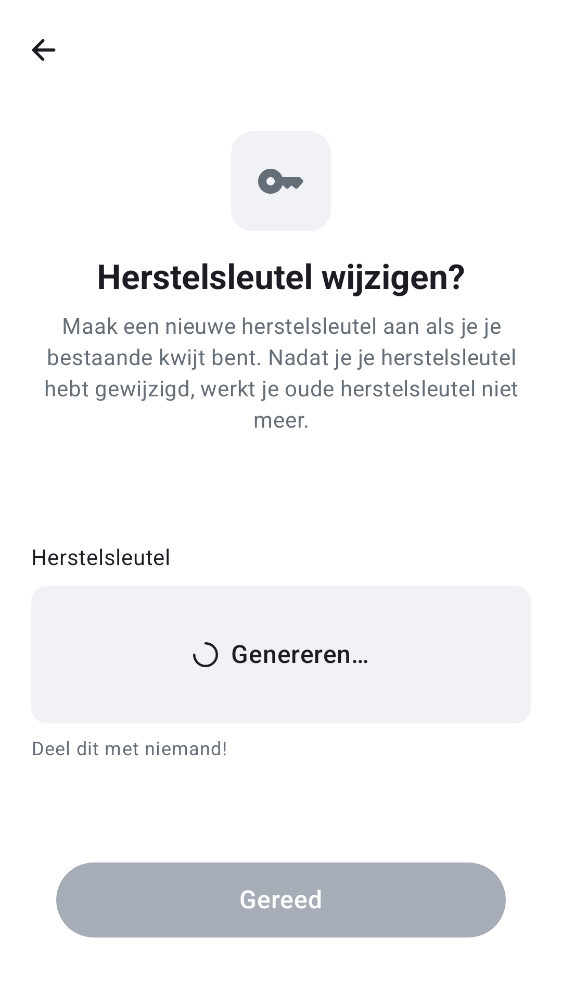 Herstelsleutel wijzigen?
Maak een nieuwe herstelsleutel aan als je je
bestaande kwijt bent. Nadat je je herstelsleutel
hebt gewijzigd, werkt je oude herstelsleutel niet
meer.
Herstelsleutel
Genereren…
Deel dit met niemand!
Gereed